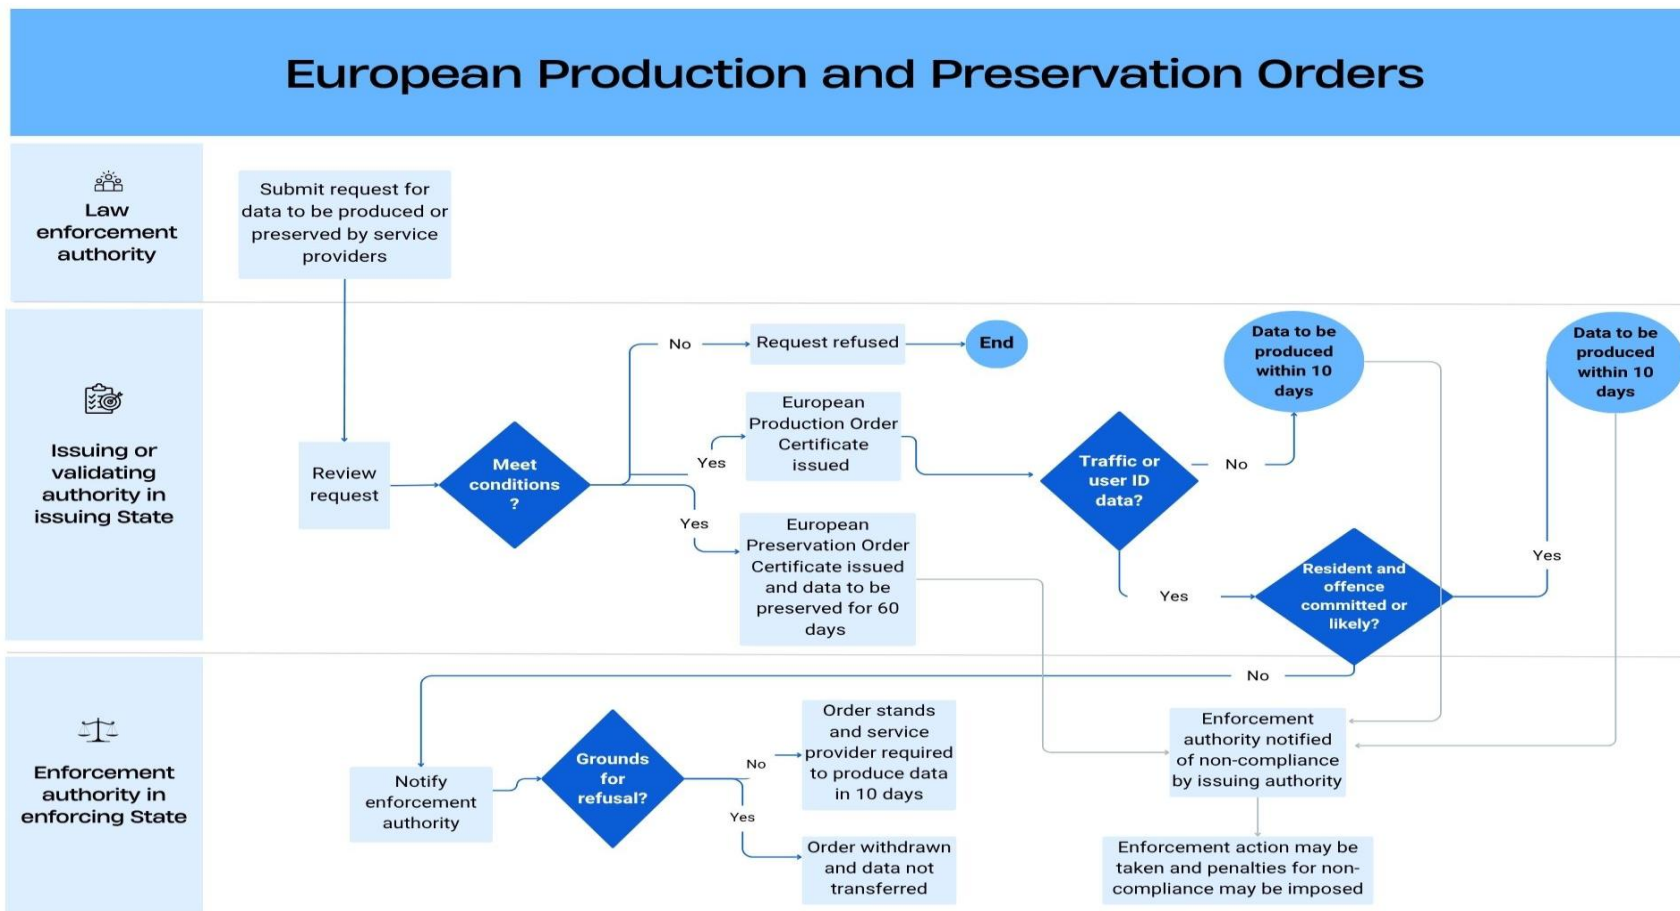 European Production and Preservation Orders
Law
enforcement
authority
Submit request for
data to be produced or
preserved by service
providers
Issuing or
validating
authority in
issuing State
Review
request
Meet
conditions
?
No
Request refused
End
Yes
European
Production Order
Certificate
issued
Yes
European
Preservation Order
Certificate issued
and data to be
preserved for 60
days
Traffic or
user ID
data?
No
Data to be
produced
within 10
days
Yes
Resident and
offence
committed or
likely?
Yes
Data to be
produced
within 10
days
No
Enforcement
authority in
enforcing State
Notify
enforcement
authority
Grounds
for
refusal?
No
Order stands
and service
provider required
to produce data
in 10 days
Yes
Order withdrawn
and data not
transferred
Enforcement
authority notified
of non-compliance
by issuing authority
Enforcement action may be
taken and penalties for non-
compliance may be imposed